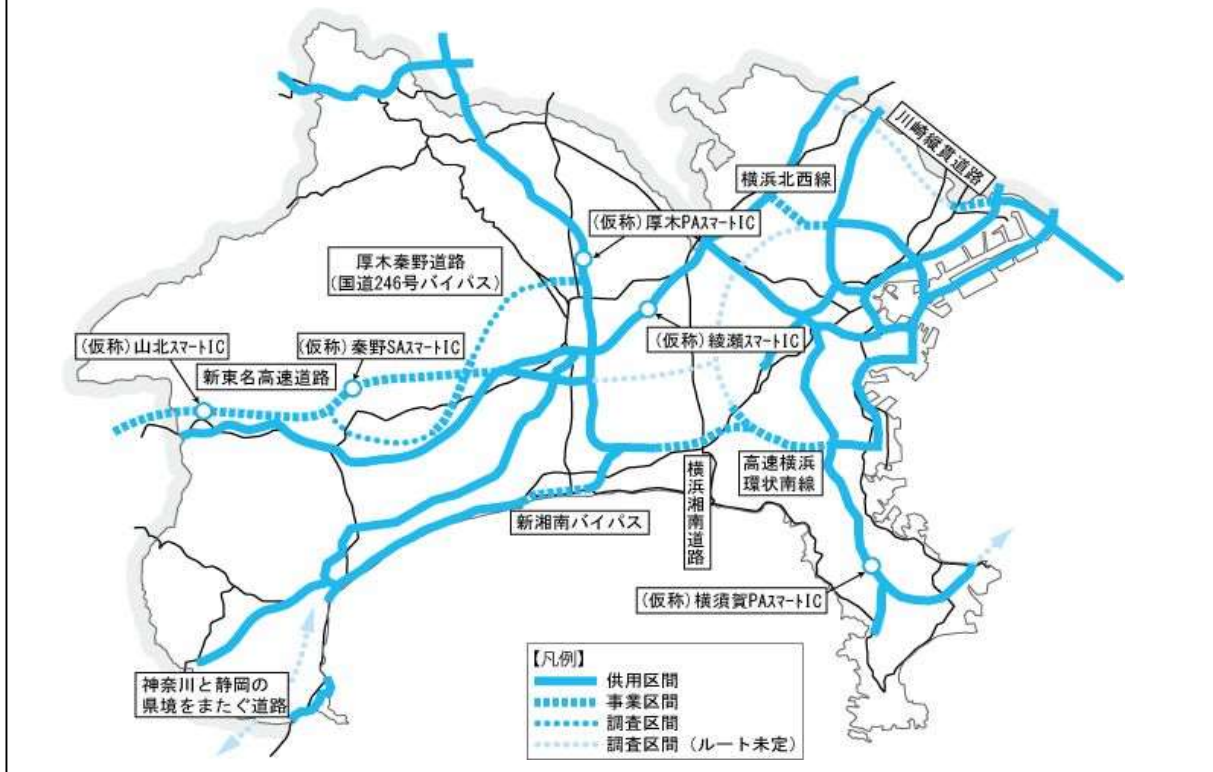 川崎縦貫道路
横浜北西線
(仮称)厚木PAスマートIC
厚木秦野道路
(国道246号バイパス)
(仮称)山北スマートIC
(仮称)秦野SAスマートIC
(仮称)綾瀬スマートIC
新東名高速道路
高速横浜
環状南線
横浜湘南道路
新湘南バイパス
(仮称)横須賀PAスマートIC
神奈川と静岡の
県境をまたぐ道路
【凡例】
供用区間
事業区間
調査区間
調査区間(ルート未定)